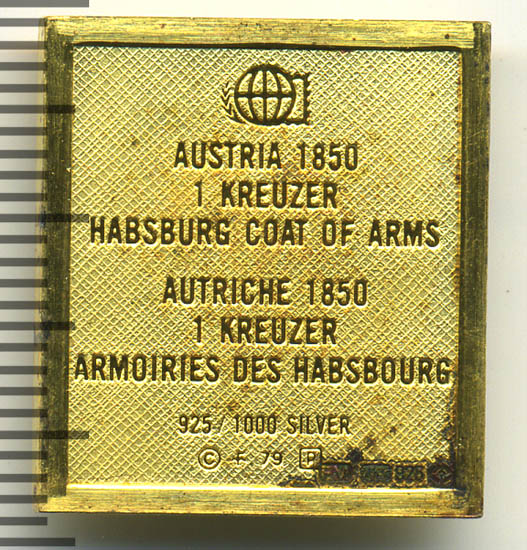 AUSTRIA 1850
1 KREUZER
HABSBURG COAT OF ARMS
AUTRICHE 1850
1 KREUZER
ARMOIRIES DES HABSBOURG
925/1000 SILVER
© + 79 P
925